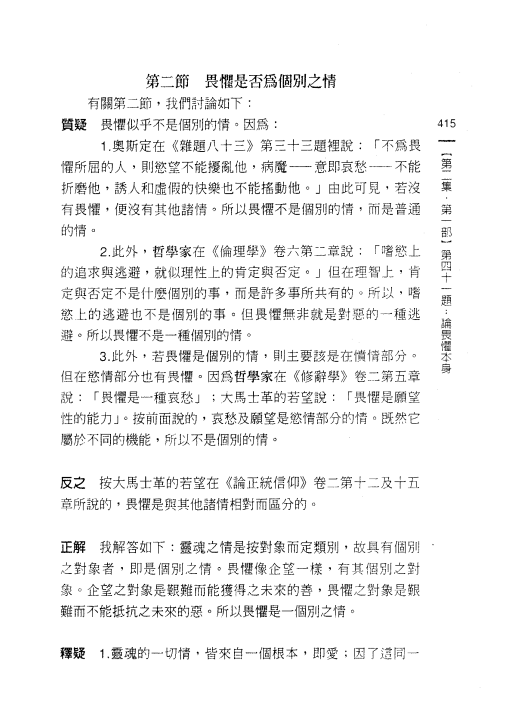 第二節　畏懼是否為個別之情
有關第二節，我們討論如下：
質疑　畏懼似乎不是個別的情。因為：
1.奧斯定在《雜題八十三》第三十三題裡說：「不為畏
懼所屈的人，則慾望不能擾亂他，病魔——意即哀愁——不能
折磨他，誘人和虛假的快樂也不能搖動他。」由此可見，若沒
有畏懼，便沒有其他諸情。所以畏懼不是個別的情，而是普通
的情。
2.此外，哲學家在《倫理學》卷六第二章說：「嗜慾上
的追求與逃避，就似理性上的肯定與否定。」但在理智上，肯
定與否定不是什麼個別的事，而是許多事所共有的。所以，嗜
慾上的逃避也不是個別的事。但畏懼無非就是對惡的一種逃
避。所以畏懼不是一種個別的情。
3.此外，若畏懼是個別的情，則主要該是在憤情部分。
但在慾情部分也有畏懼。因為哲學家在《修辭學》卷二第五章
說：「畏懼是一種哀愁」；大馬士革的若望說：「畏懼是願望
性的能力」。按前面說的，哀愁及願望是慾情部分的情。既然它
屬於不同的機能，所以不是個別的情。
反之　按大馬士革的若望在《論正統信仰》卷二第十二及十五
章所說的，畏懼是與其他諸情相對而區分的。
正解　我解答如下：靈魂之情是按對象而定類別，故具有個別
之對象者，即是個別之情。畏懼像企望一樣，有其個別之對
象。企望之對象是艱難而能獲得之未來的善，畏懼之對象是艱
難而不能抵抗之未來的惡。所以畏懼是一個別之情。
釋疑　1.靈魂的一切情，皆來自一個根本，即愛；因了這同一
415
【第二集．第一部】第四十一題：論畏懼本身